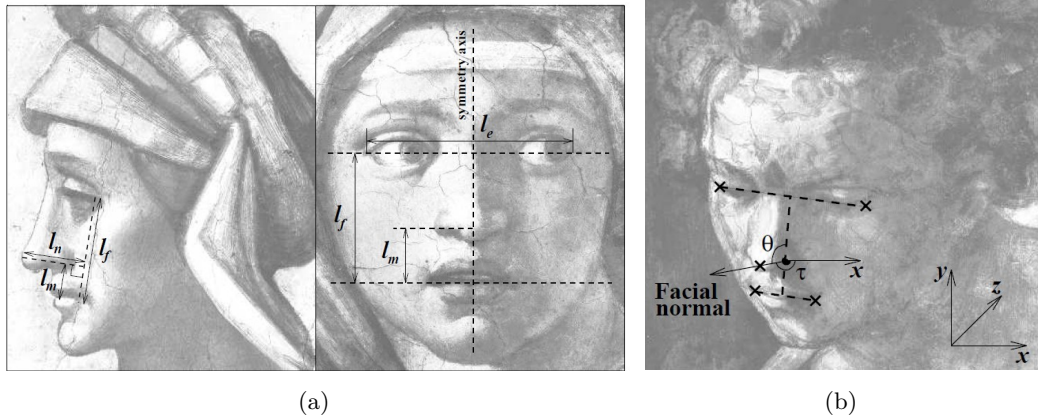 symmetry axis
l_e
l_f
l_m
l_n
l_f
l_m
θ
x
τ
Facial
normal
y
z
x
(a)
(b)